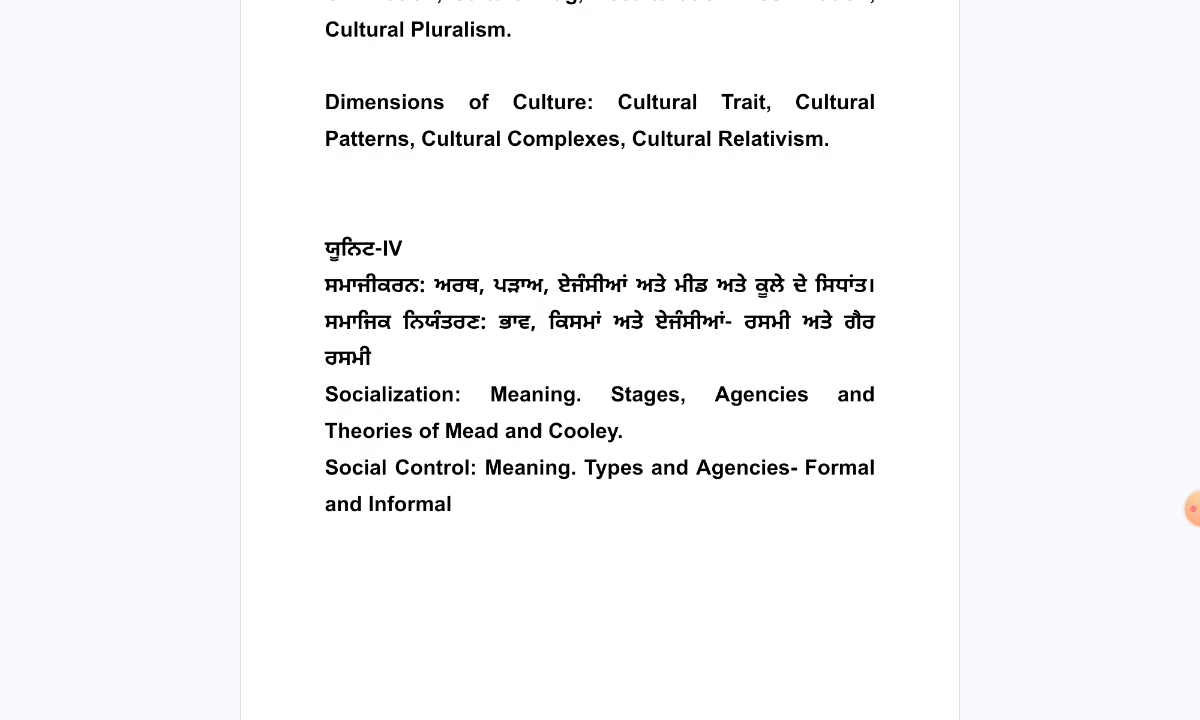 Cultural Pluralism.
Dimensions of Culture: Cultural Trait, Cultural
Patterns, Cultural Complexes, Cultural Relativism.
ਯੂਨਿਟ-IV
ਸਮਾਜੀਕਰਨ: ਅਰਥ, ਪੜਾਅ, ਏਜੰਸੀਆਂ ਅਤੇ ਮੀਡ ਅਤੇ ਕੂਲੇ ਦੇ ਸਿਧਾਂਤ।
ਸਮਾਜਿਕ ਨਿਯੰਤਰਣ: ਭਾਵ, ਕਿਸਮਾਂ ਅਤੇ ਏਜੰਸੀਆਂ- ਰਸਮੀ ਅਤੇ ਗੈਰ
ਰਸਮੀ
Socialization: Meaning. Stages, Agencies and
Theories of Mead and Cooley.
Social Control: Meaning. Types and Agencies- Formal
and Informal